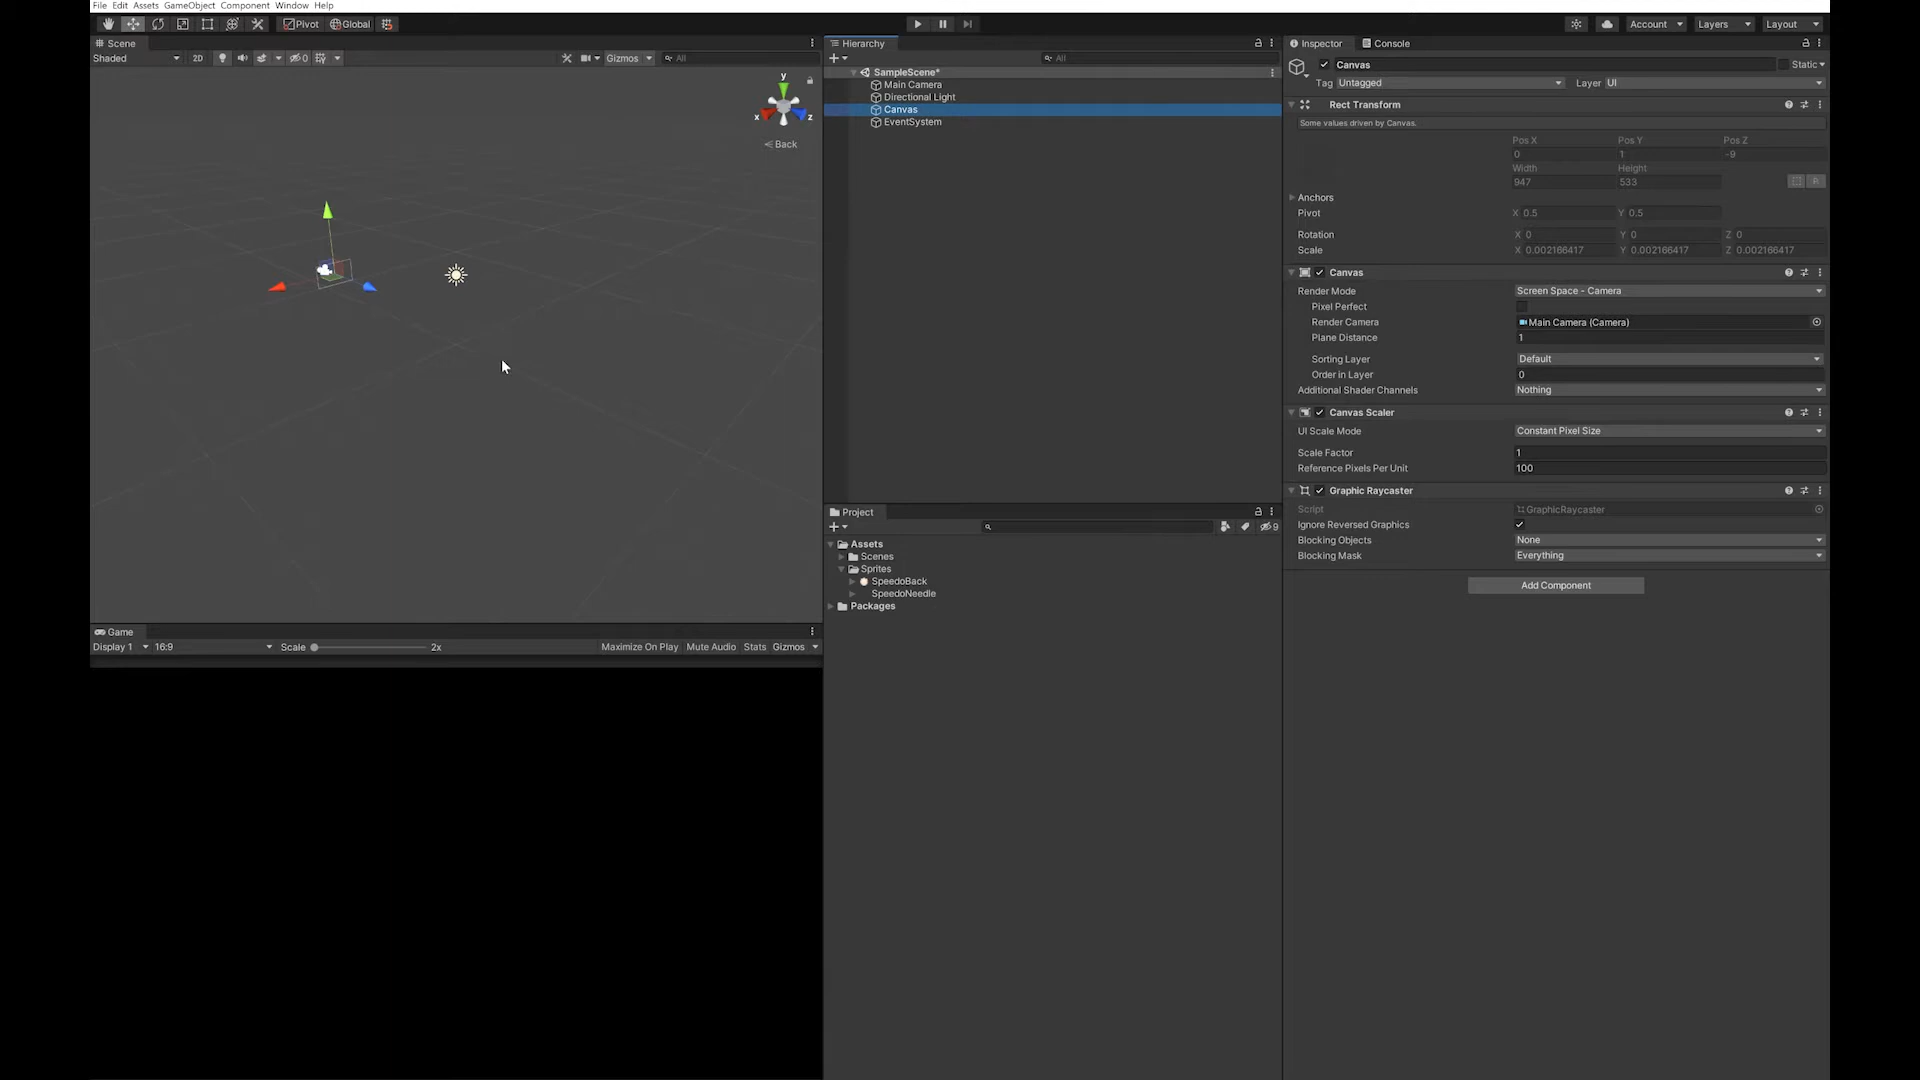 File Edit Assets GameObject Component Window Help
Pivot Global
Account Layers Layout
Scene
Shaded 2D 0 Gizmos All
y
x z
Back
Game
Display 1 16:9 Scale 2x Maximize On Play Mute Audio Stats Gizmos
Hierarchy
All
SampleScene*
Main Camera
Directional Light
Canvas
EventSystem
Project
9
Assets
Scenes
Sprites
SpeedoBack
SpeedoNeedle
Packages
Inspector Console
Canvas Static
Tag Untagged Layer UI
Rect Transform
Some values driven by Canvas.
Pos X Pos Y Pos Z
0 1 -9
Width Height
947 533
R
Anchors
Pivot X 0.5 Y 0.5
Rotation X 0 Y 0 Z 0
Scale X 0.002166417 Y 0.002166417 Z 0.002166417
Canvas
Render Mode Screen Space - Camera
Pixel Perfect
Render Camera Main Camera (Camera)
Plane Distance 1
Sorting Layer Default
Order in Layer 0
Additional Shader Channels Nothing
Canvas Scaler
UI Scale Mode Constant Pixel Size
Scale Factor 1
Reference Pixels Per Unit 100
Graphic Raycaster
Script GraphicRaycaster
Ignore Reversed Graphics
Blocking Objects None
Blocking Mask Everything
Add Component